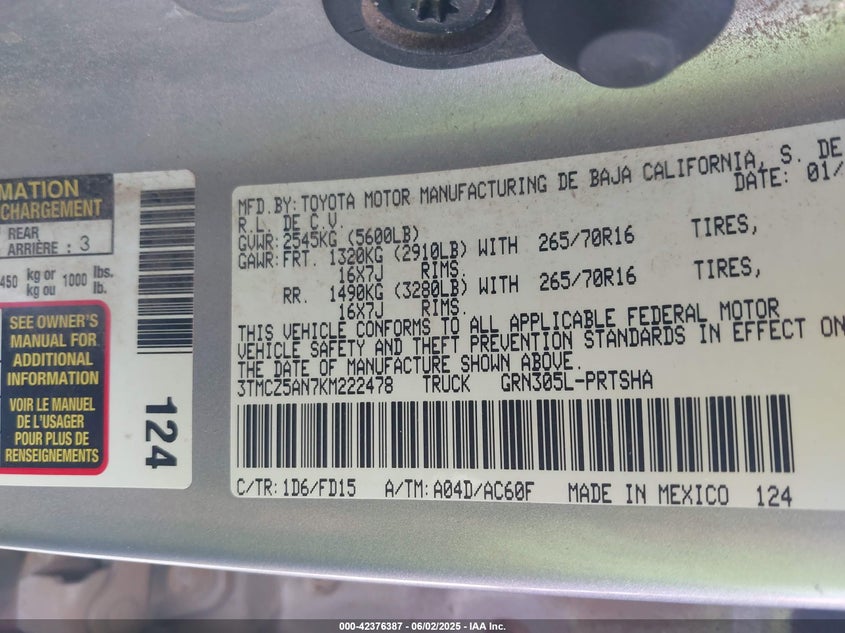 MATION
CHARGEMENT
REAR
ARRIÈRE : 3
450 kg or 1000 lbs.
kg ou lb.
SEE OWNER'S
MANUAL FOR
ADDITIONAL
INFORMATION
VOIR LE MANUEL
DE L'USAGER
POUR PLUS DE
RENSEIGNEMENTS
124
MFD.BY: TOYOTA MOTOR MANUFACTURING DE BAJA CALIFORNIA, S. DE
R.L. DE C.V. DATE: 01/
GVWR: 2545KG (5600LB)
GAWR: FRT. 1320KG (2910LB) WITH 265/70R16 TIRES,
16X7J RIMS.
RR. 1490KG (3280LB) WITH 265/70R16 TIRES,
16X7J RIMS.
THIS VEHICLE CONFORMS TO ALL APPLICABLE FEDERAL MOTOR
VEHICLE SAFETY AND THEFT PREVENTION STANDARDS IN EFFECT ON
THE DATE OF MANUFACTURE SHOWN ABOVE.
3TMCZ5AN7KM222478 TRUCK GRN305L-PRTSHA
C/TR: 1D6/FD15 A/TM: A04D/AC60F MADE IN MEXICO 124
000-42376387 - 06/02/2025 - IAA Inc.